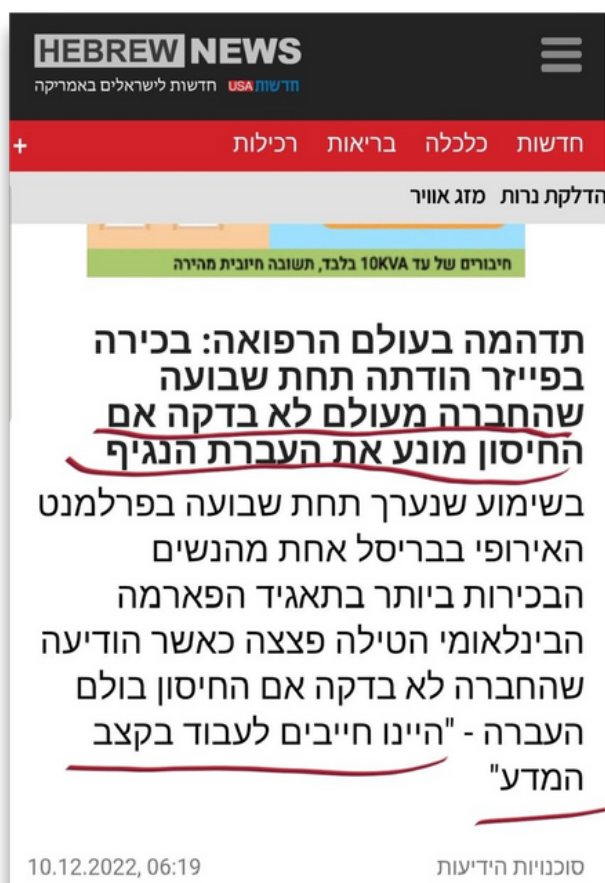 HEBREW NEWS
חדשות USA חדשות לישראלים באמריקה
חדשות כלכלה בריאות רכילות +
הדלקת נרות מזג אוויר
חיבורים של עד 10KVA בלבד, תשובה חיובית מהירה
תדהמה בעולם הרפואה: בכירה
בפייזר הודתה תחת שבועה
שהחברה מעולם לא בדקה אם
החיסון מונע את העברת הנגיף
בשימוע שנערך תחת שבועה בפרלמנט
האירופי בבריסל אחת מהנשים
הבכירות ביותר בתאגיד הפארמה
הבינלאומי הטילה פצצה כאשר הודיעה
שהחברה לא בדקה אם החיסון בולם
העברה - "היינו חייבים לעבוד בקצב
המדע"
סוכנויות הידיעות 10.12.2022, 06:19